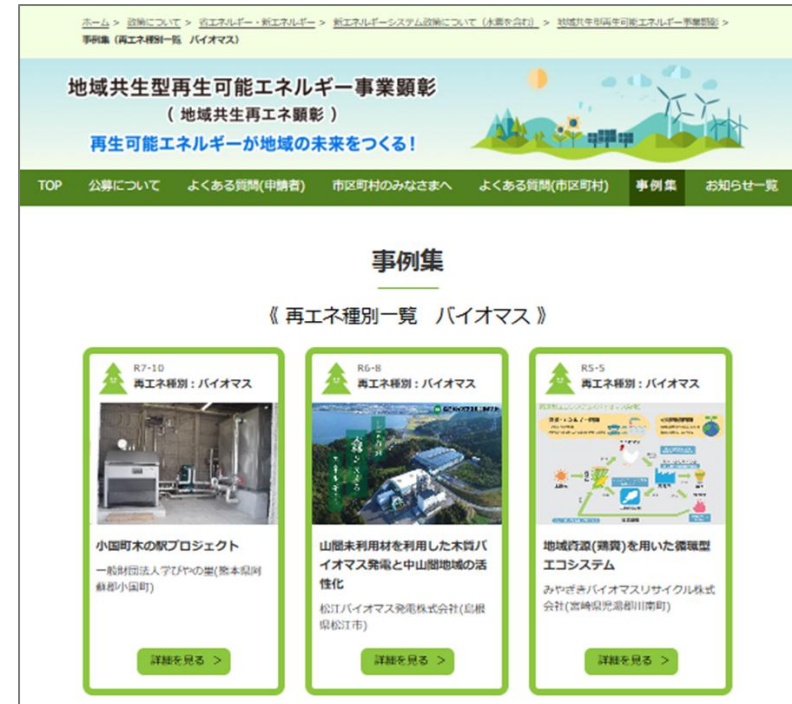 ホーム > 政策について > 省エネルギー・新エネルギー > 新エネルギーシステム政策について（水素を含む） > 地域共生型再生可能エネルギー事業顕彰 >
事例集（再エネ種別一覧 バイオマス）
地域共生型再生可能エネルギー事業顕彰
（ 地域共生再エネ顕彰 ）
再生可能エネルギーが地域の未来をつくる！
TOP 公募について よくある質問(申請者) 市区町村のみなさまへ よくある質問(市区町村) 事例集 お知らせ一覧
事例集
《 再エネ種別一覧　バイオマス 》
R7-10
再エネ種別：バイオマス
小国町木の駅プロジェクト
一般財団法人学びやの里(熊本県阿
蘇郡小国町)
詳細を見る >
R6-8
再エネ種別：バイオマス
山間未利用材を利用した木質バ
イオマス発電と中山間地域の活
性化
松江バイオマス発電株式会社(島根
県松江市)
詳細を見る >
R5-5
再エネ種別：バイオマス
地域資源(鶏糞)を用いた循環型
エコシステム
みやざきバイオマスリサイクル株式
会社(宮崎県児湯郡川南町)
詳細を見る >